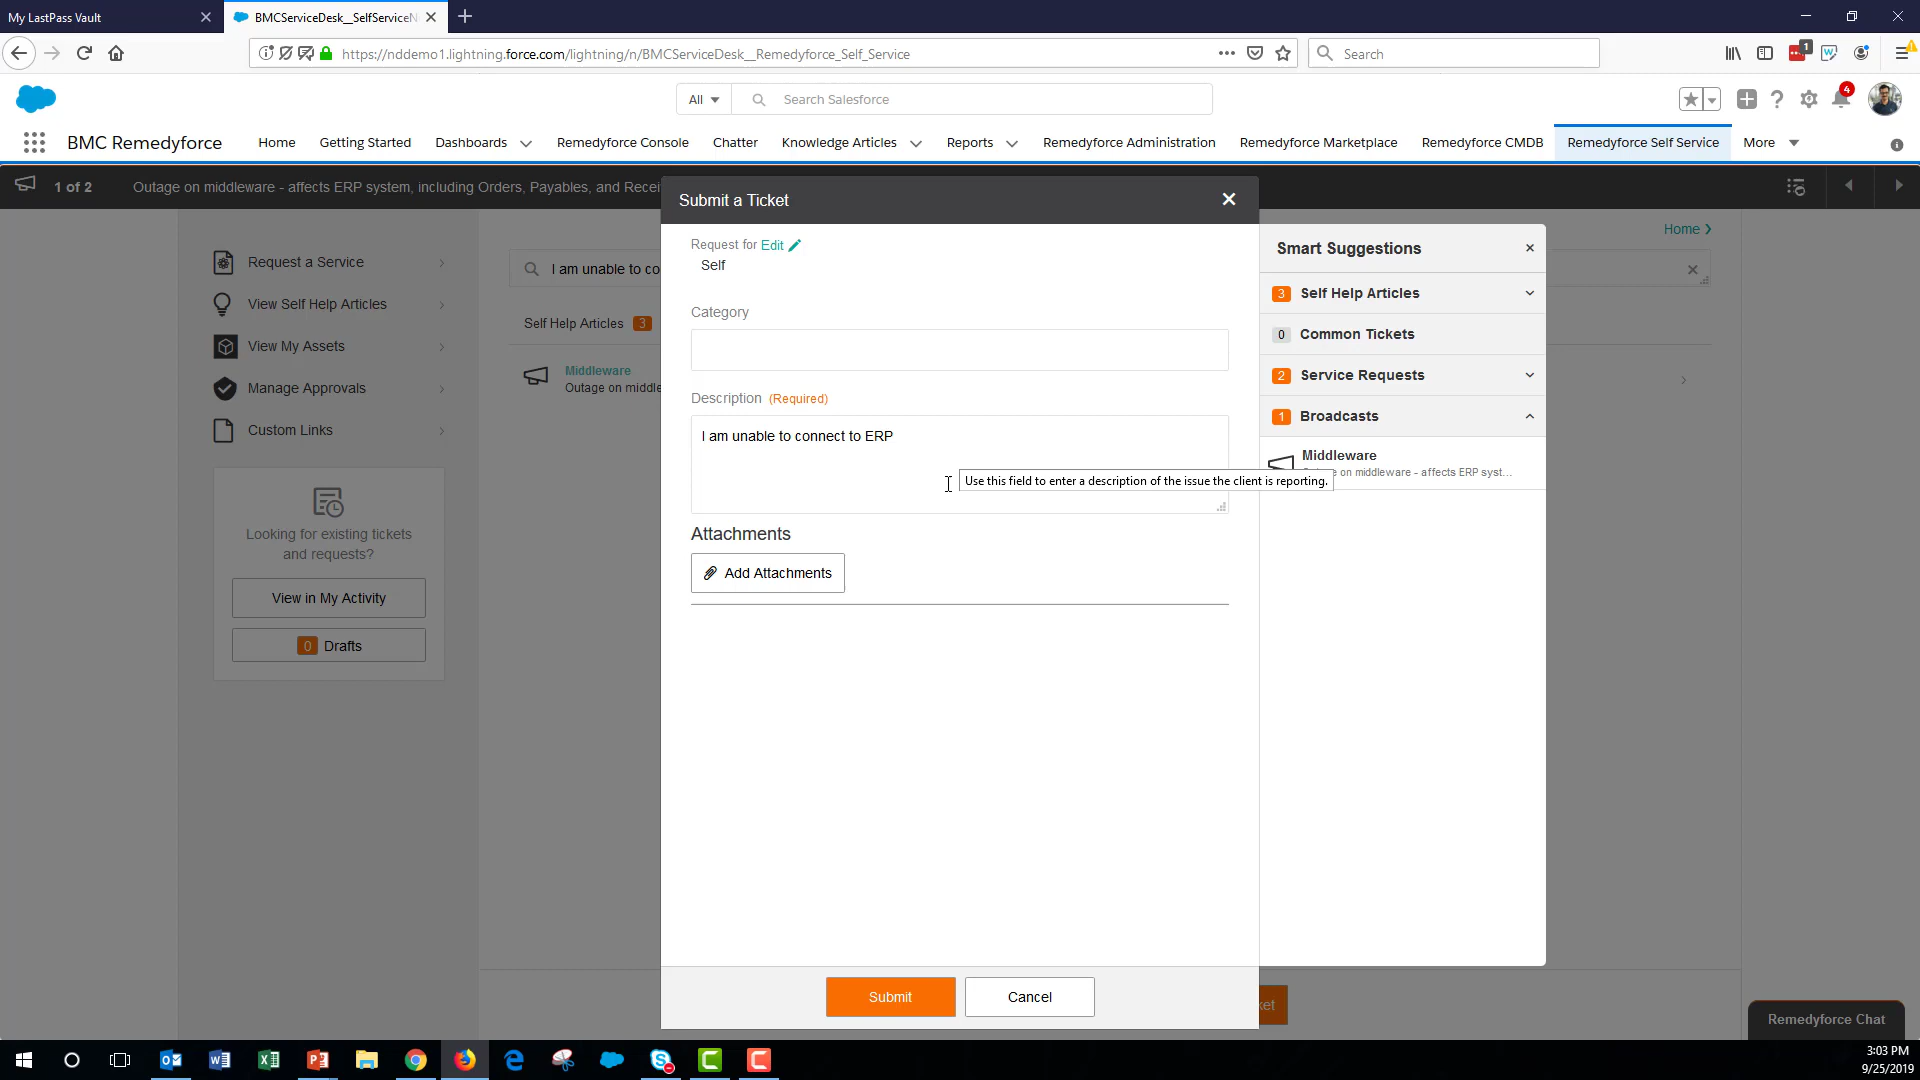 My LastPass Vault
BMCServiceDesk__SelfServiceN
https://nddemo1.lightning.force.com/lightning/n/BMCServiceDesk__Remedyforce_Self_Service
Search
1
All
Search Salesforce
4
BMC Remedyforce
Home
Getting Started
Dashboards
Remedyforce Console
Chatter
Knowledge Articles
Reports
Remedyforce Administration
Remedyforce Marketplace
Remedyforce CMDB
Remedyforce Self Service
More
1 of 2
Outage on middleware - affects ERP system, including Orders, Payables, and Recei
Request a Service
View Self Help Articles
View My Assets
Manage Approvals
Custom Links
Looking for existing tickets
and requests?
View in My Activity
0 Drafts
I am unable to co
Self Help Articles 3
Middleware
Outage on middle
Home
Submit a Ticket
Request for Edit
Self
Category
Description (Required)
I am unable to connect to ERP
Use this field to enter a description of the issue the client is reporting.
Attachments
Add Attachments
Submit
Cancel
Smart Suggestions
3 Self Help Articles
0 Common Tickets
2 Service Requests
1 Broadcasts
Middleware
e on middleware - affects ERP syst...
ket
Remedyforce Chat
3:03 PM
9/25/2019